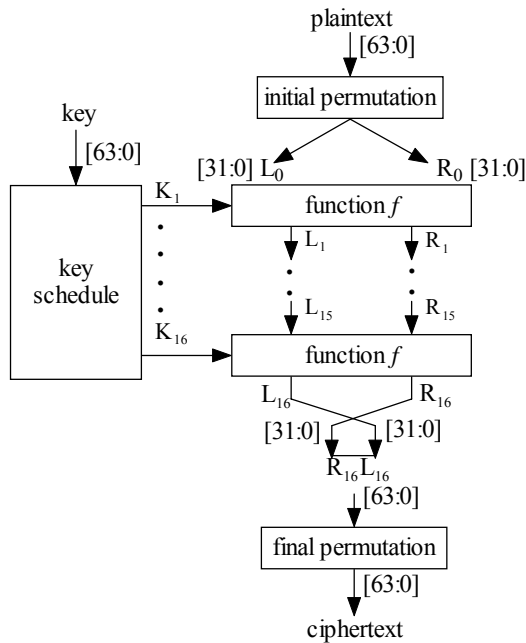 plaintext
[63:0]
initial permutation
key
[63:0]
[31:0] L0 R0 [31:0]
K1
function f
L1 R1
key
schedule
L15 R15
K16
function f
L16 R16
[31:0] [31:0]
R16 L16
[63:0]
final permutation
[63:0]
ciphertext